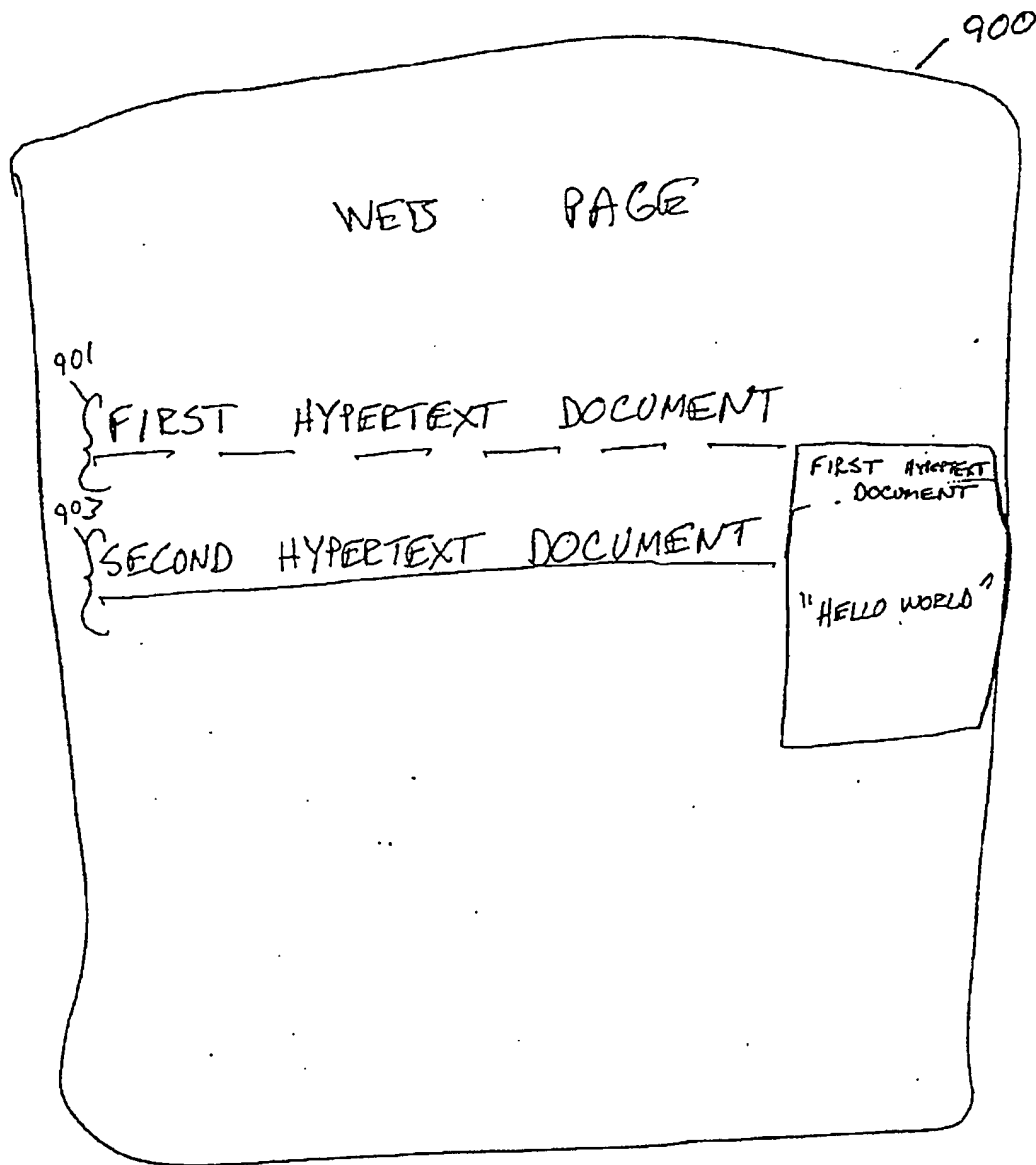 900
WEB PAGE
901
FIRST HYPERTEXT DOCUMENT
903
SECOND HYPERTEXT DOCUMENT
FIRST HYPERTEXT
DOCUMENT
"HELLO WORLD"